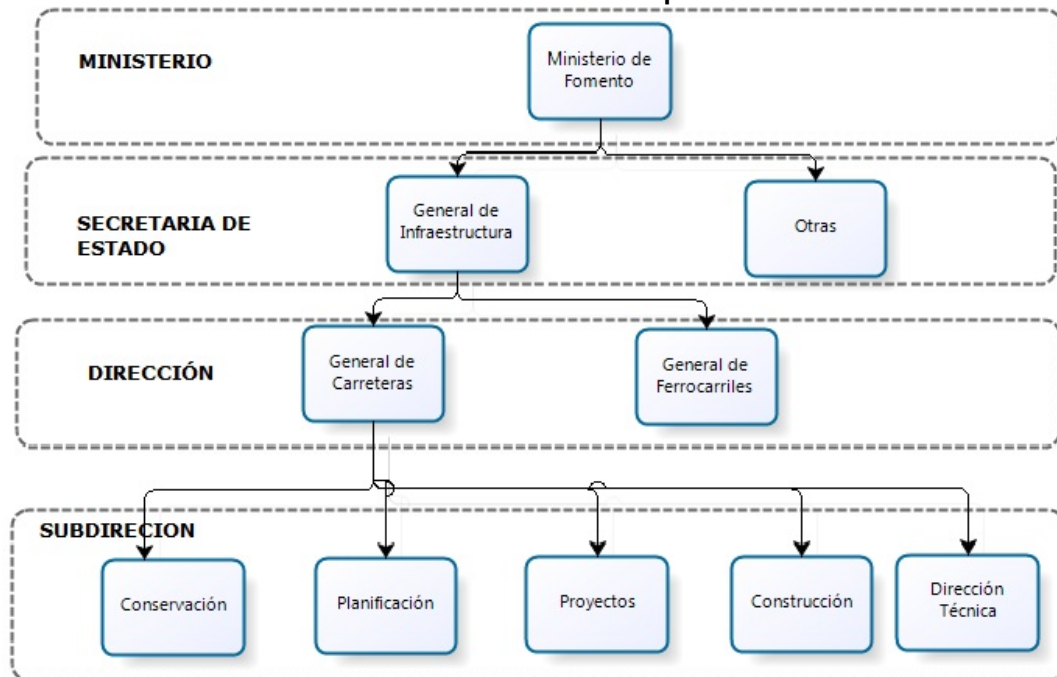 MINISTERIO
Ministerio de
Fomento
SECRETARIA DE
ESTADO
General de
Infraestructura
Otras
DIRECCIÓN
General de
Carreteras
General de
Ferrocarriles
SUBDIRECION
Conservación
Planificación
Proyectos
Construcción
Dirección
Técnica